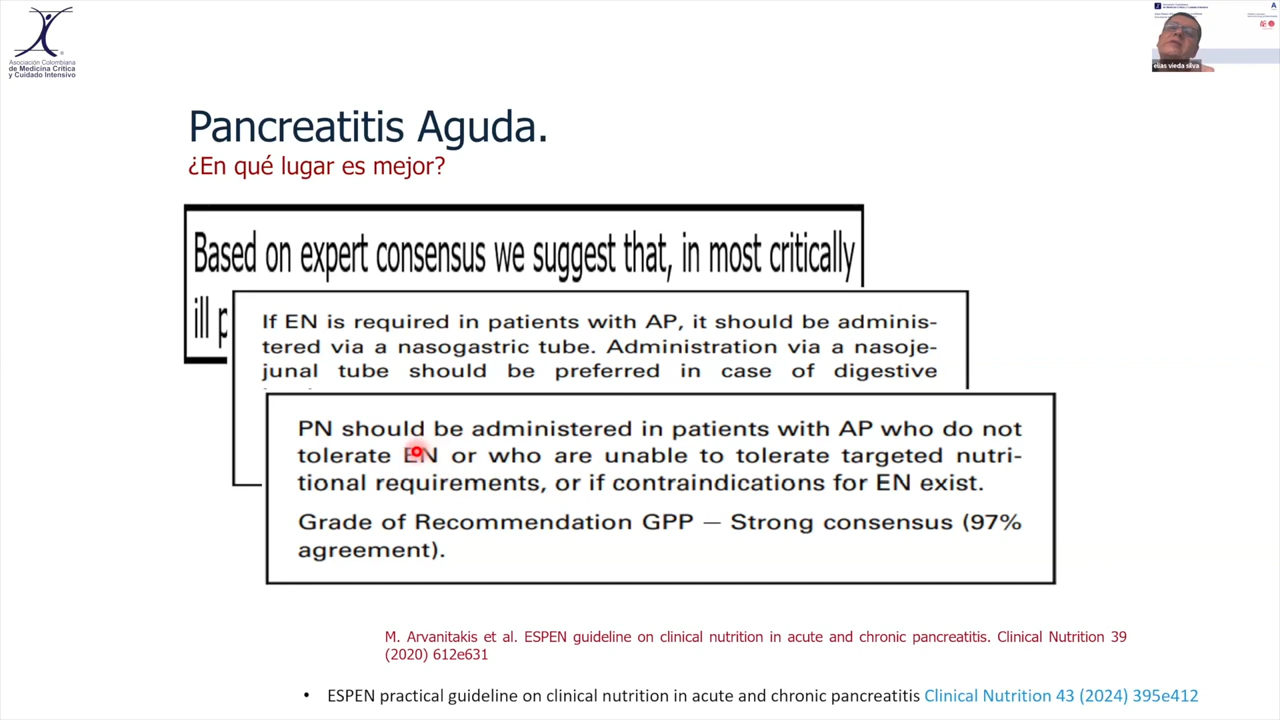 Asociación Colombiana
de Medicina Crítica
y Cuidado Intensivo
elias vieda silva
Pancreatitis Aguda.
¿En qué lugar es mejor?
Based on expert consensus we suggest that, in most critically
ill
If EN is required in patients with AP, it should be adminis-
tered via a nasogastric tube. Administration via a nasoje-
junal tube should be preferred in case of digestive
PN should be administered in patients with AP who do not
tolerate EN or who are unable to tolerate targeted nutri-
tional requirements, or if contraindications for EN exist.
Grade of Recommendation GPP — Strong consensus (97%
agreement).
M. Arvanitakis et al. ESPEN guideline on clinical nutrition in acute and chronic pancreatitis. Clinical Nutrition 39
(2020) 612e631
• ESPEN practical guideline on clinical nutrition in acute and chronic pancreatitis Clinical Nutrition 43 (2024) 395e412